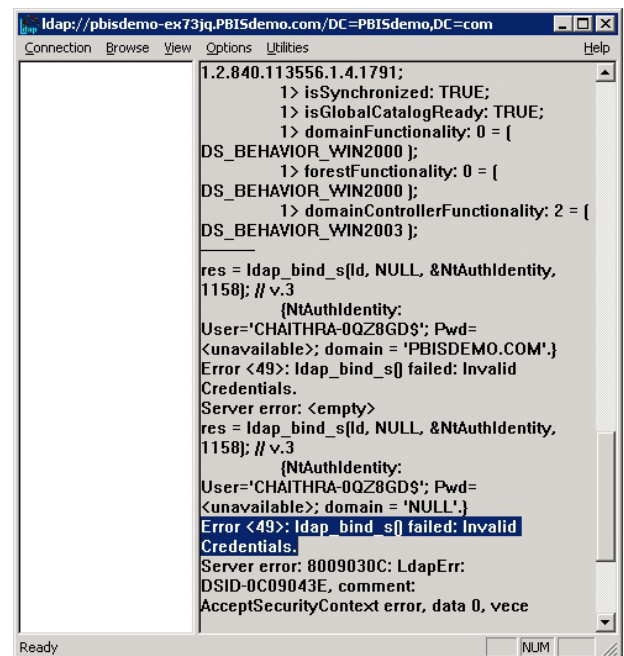 ldap://pbisdemo-ex73jq.PBISdemo.com/DC=PBISdemo,DC=com
Connection Browse View Options Utilities Help
1.2.840.113556.1.4.1791;
1> isSynchronized: TRUE;
1> isGlobalCatalogReady: TRUE;
1> domainFunctionality: 0 = (
DS_BEHAVIOR_WIN2000 );
1> forestFunctionality: 0 = (
DS_BEHAVIOR_WIN2000 );
1> domainControllerFunctionality: 2 = (
DS_BEHAVIOR_WIN2003 );
-----------
res = ldap_bind_s(ld, NULL, &NtAuthIdentity,
1158); // v.3
{NtAuthIdentity:
User='CHAITHRA-0QZ8GD$'; Pwd=
<unavailable>; domain = 'PBISDEMO.COM'.}
Error <49>: ldap_bind_s() failed: Invalid
Credentials.
Server error: <empty>
res = ldap_bind_s(ld, NULL, &NtAuthIdentity,
1158); // v.3
{NtAuthIdentity:
User='CHAITHRA-0QZ8GD$'; Pwd=
<unavailable>; domain = 'NULL'.}
Error <49>: ldap_bind_s() failed: Invalid
Credentials.
Server error: 8009030C: LdapErr:
DSID-0C09043E, comment:
AcceptSecurityContext error, data 0, vece
Ready NUM